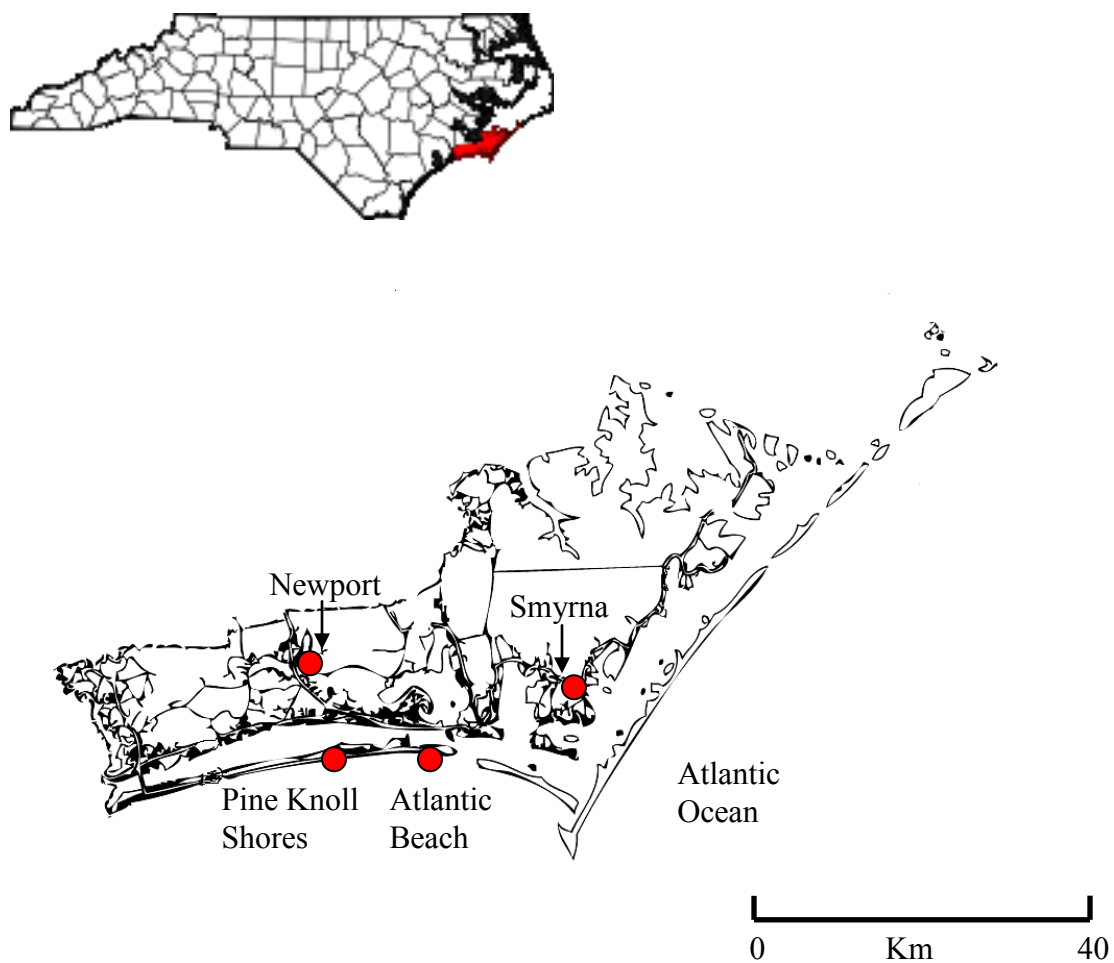 Newport
Smyrna
Pine Knoll
Shores
Atlantic
Beach
Atlantic
Ocean
0 Km 40